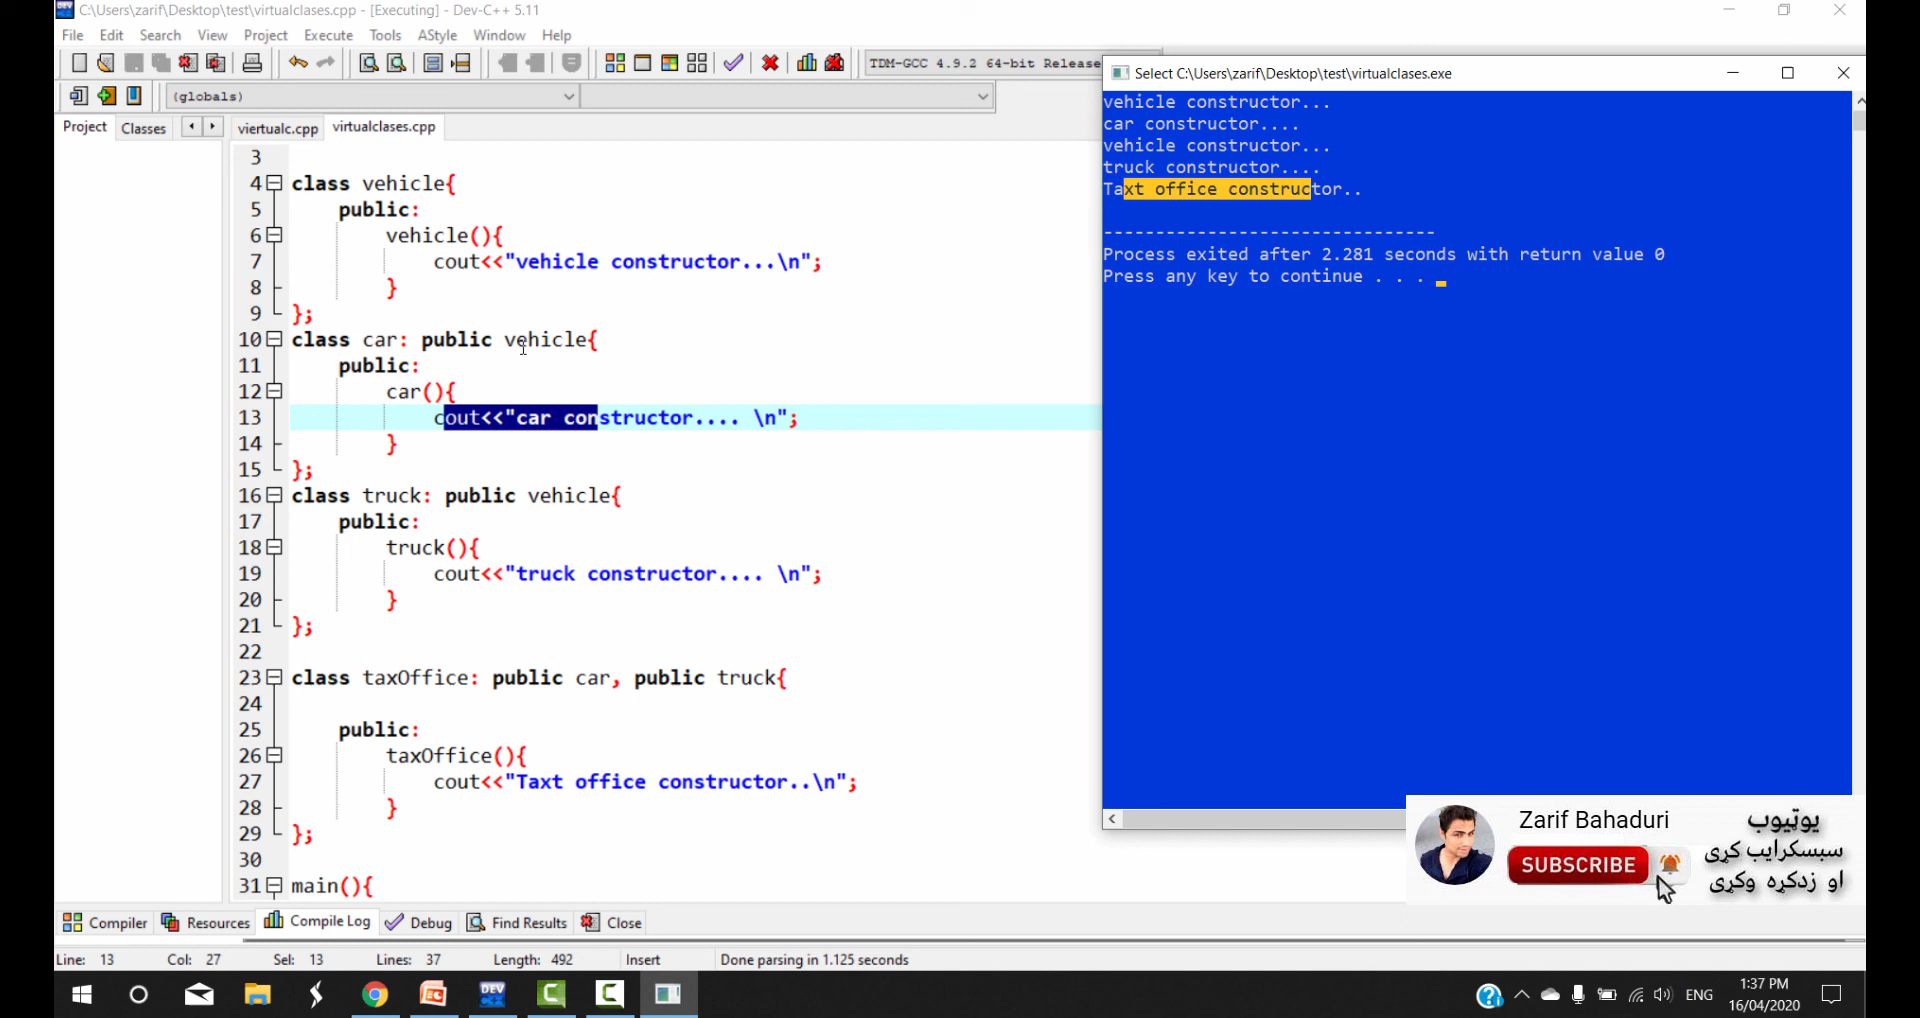 C:\Users\zarif\Desktop\test\virtualclases.cpp - [Executing] - Dev-C++ 5.11
File Edit Search View Project Execute Tools AStyle Window Help
TDM-GCC 4.9.2 64-bit Release
(globals)
Project Classes viertualc.cpp virtualclases.cpp
3
4 class vehicle{
5 public:
6 vehicle(){
7 cout<<"vehicle constructor...\n";
8 }
9 };
10 class car: public vehicle{
11 public:
12 car(){
13 cout<<"car constructor.... \n";
14 }
15 };
16 class truck: public vehicle{
17 public:
18 truck(){
19 cout<<"truck constructor.... \n";
20 }
21 };
22
23 class taxOffice: public car, public truck{
24
25 public:
26 taxOffice(){
27 cout<<"Taxt office constructor..\n";
28 }
29 };
30
31 main(){
Select C:\Users\zarif\Desktop\test\virtualclases.exe
vehicle constructor...
car constructor....
vehicle constructor...
truck constructor....
Taxt office constructor..
--------------------------------
Process exited after 2.281 seconds with return value 0
Press any key to continue . . .
Zarif Bahaduri
SUBSCRIBE
یوټیوب
سبسکرایب کړی
او زدکړه وکړی
Compiler Resources Compile Log Debug Find Results Close
Line: 13 Col: 27 Sel: 13 Lines: 37 Length: 492 Insert Done parsing in 1.125 seconds
DEV
ENG
1:37 PM
16/04/2020